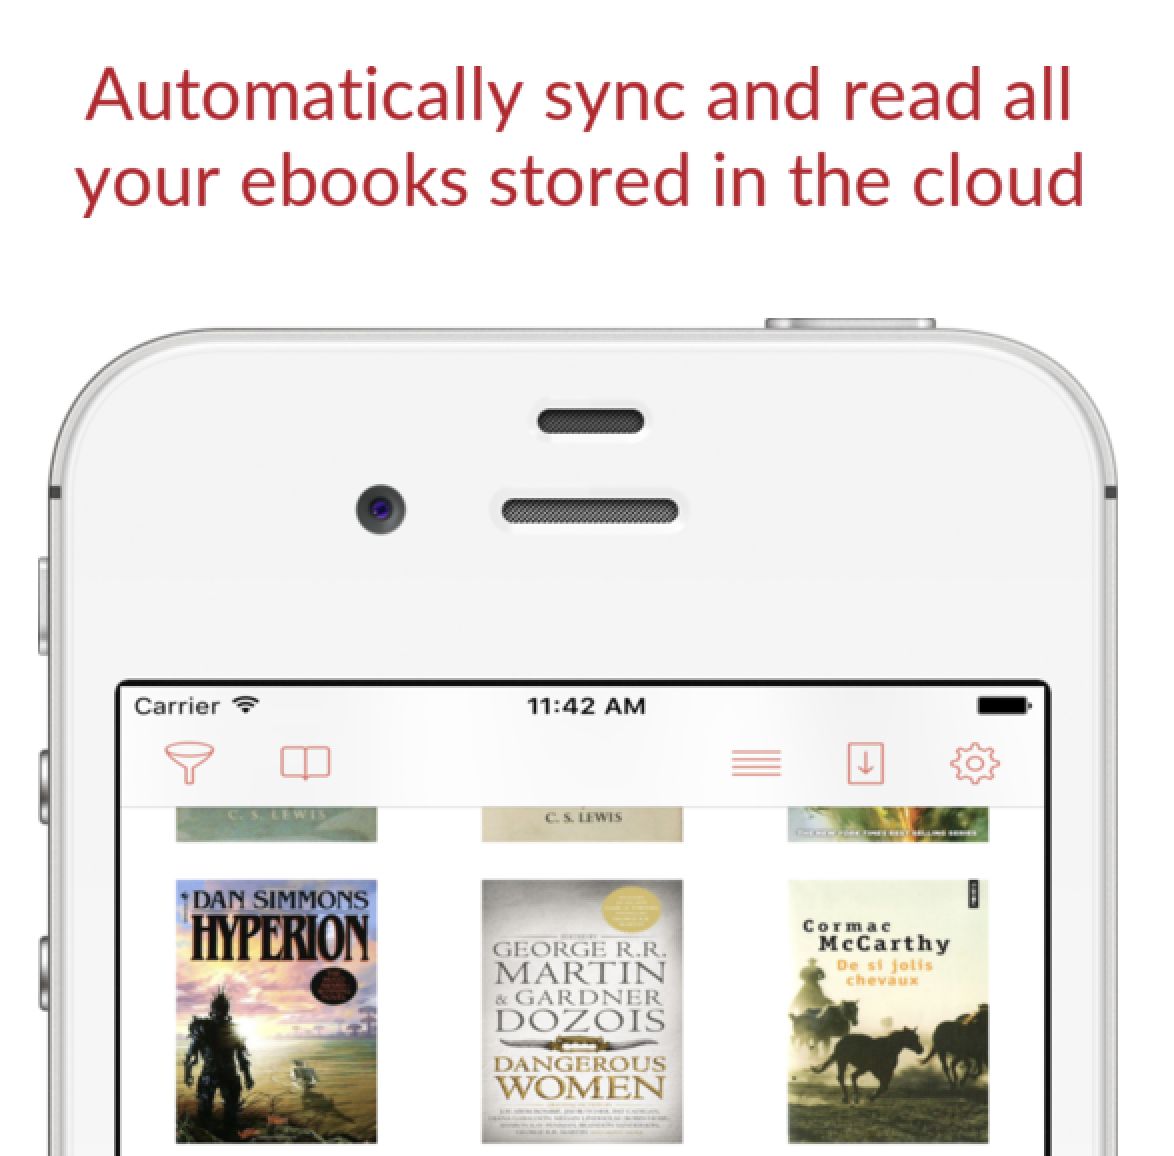 Automatically sync and read all
your ebooks stored in the cloud
Carrier
11:42 AM
C. S. LEWIS
C. S. LEWIS
THE NEW YORK TIMES BEST SELLING SERIES
DAN SIMMONS
HYPERION
GEORGE R.R.
MARTIN
& GARDNER
DOZOIS
DANGEROUS
WOMEN
Cormac
McCarthy
De si jolis
chevaux